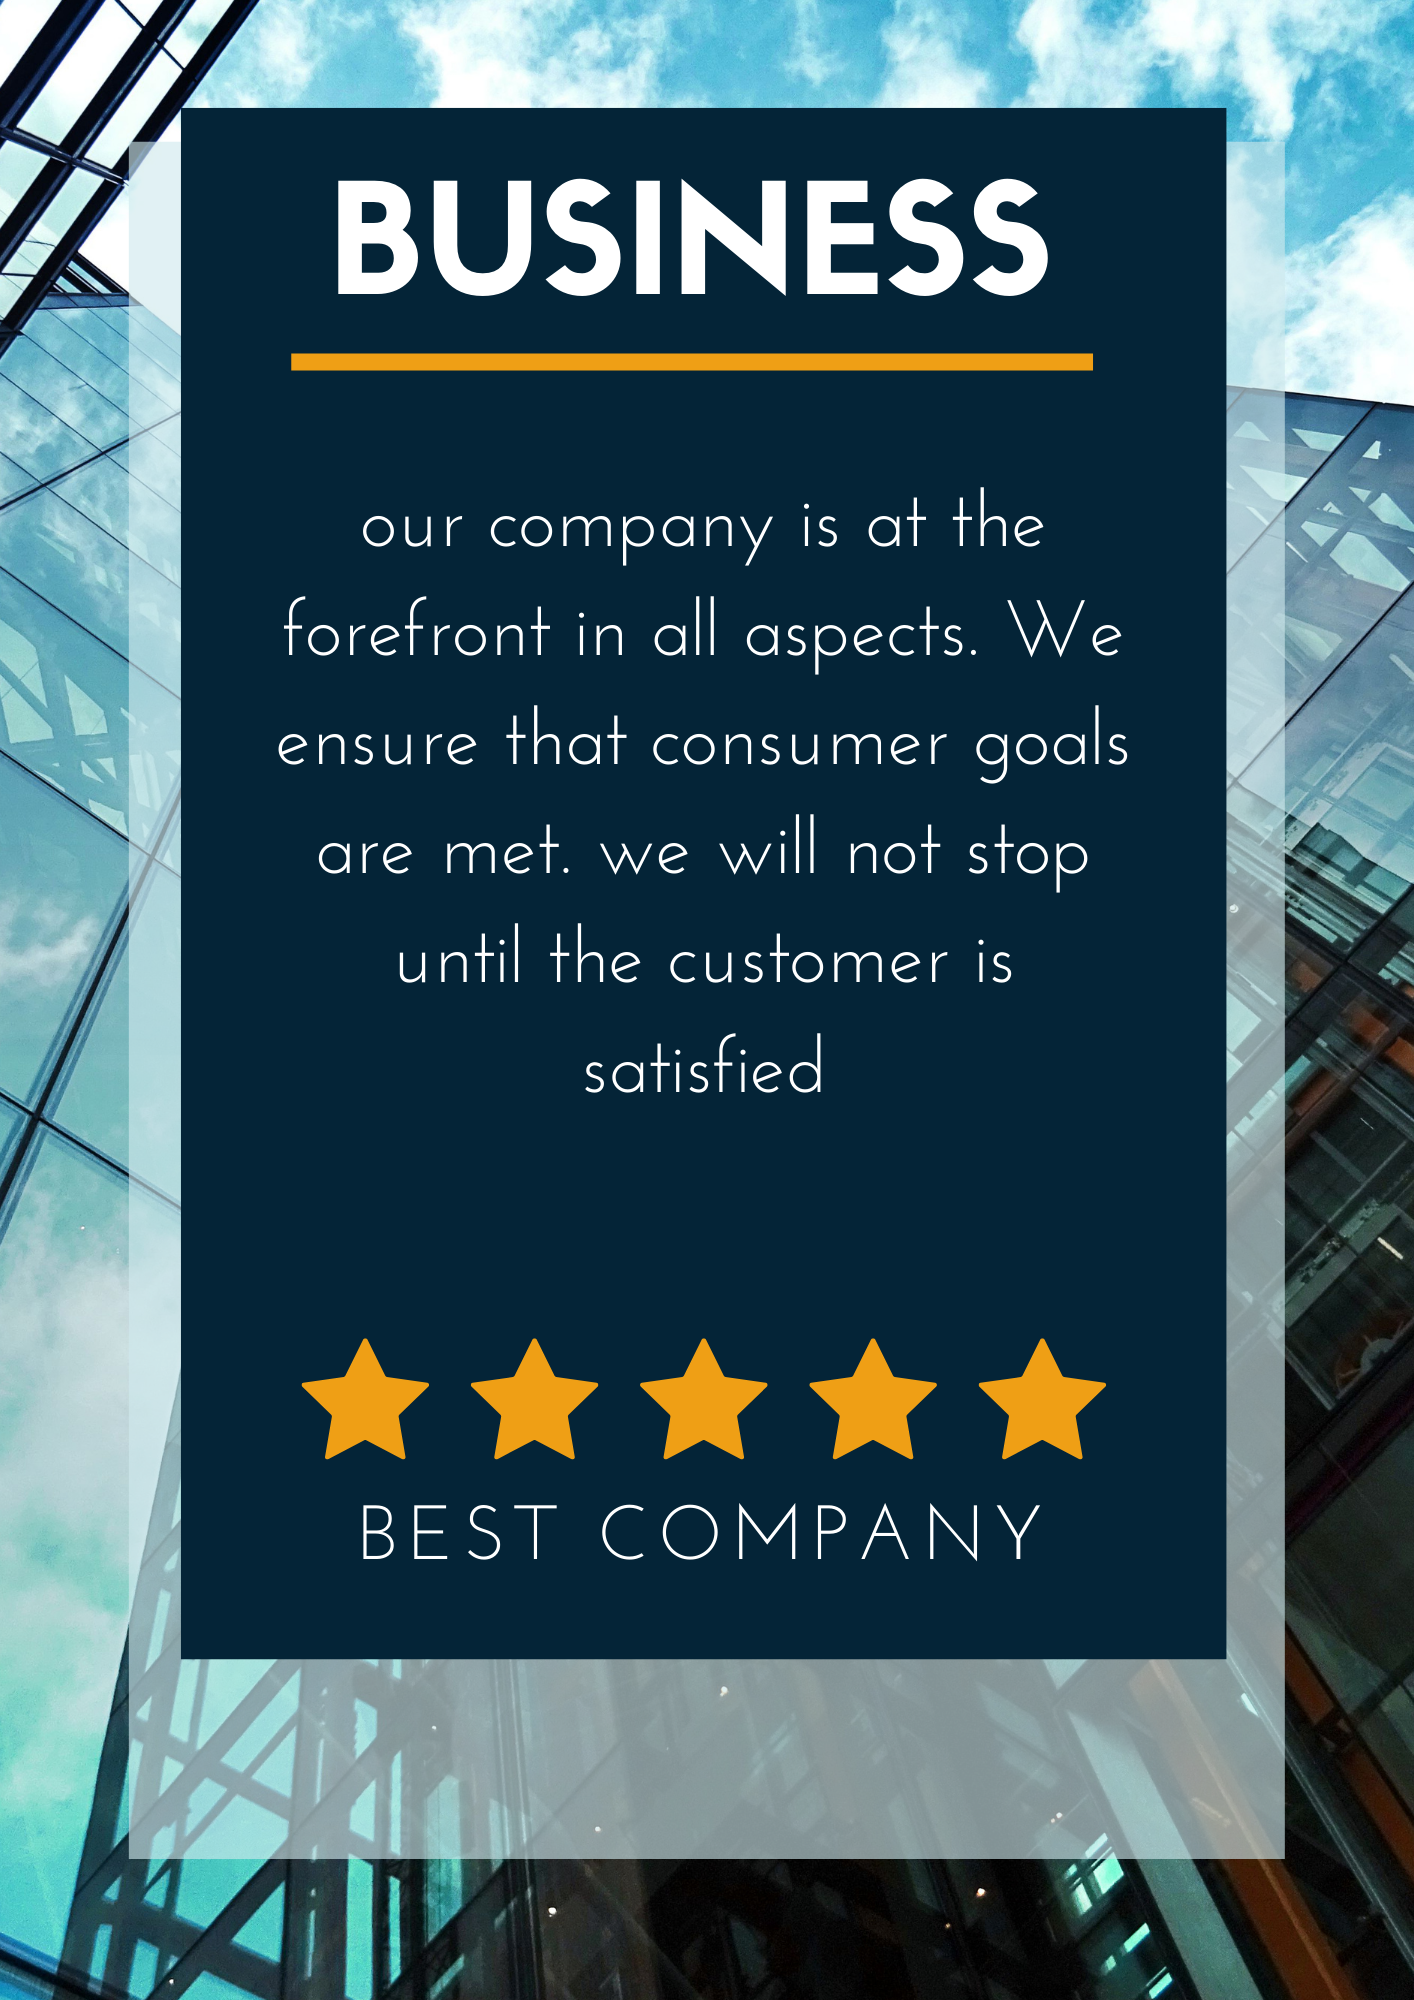 BUSINESS
our company is at the
forefront in all aspects. We
ensure that consumer goals
are met. we will not stop
until the customer is
satisfied
BEST COMPANY